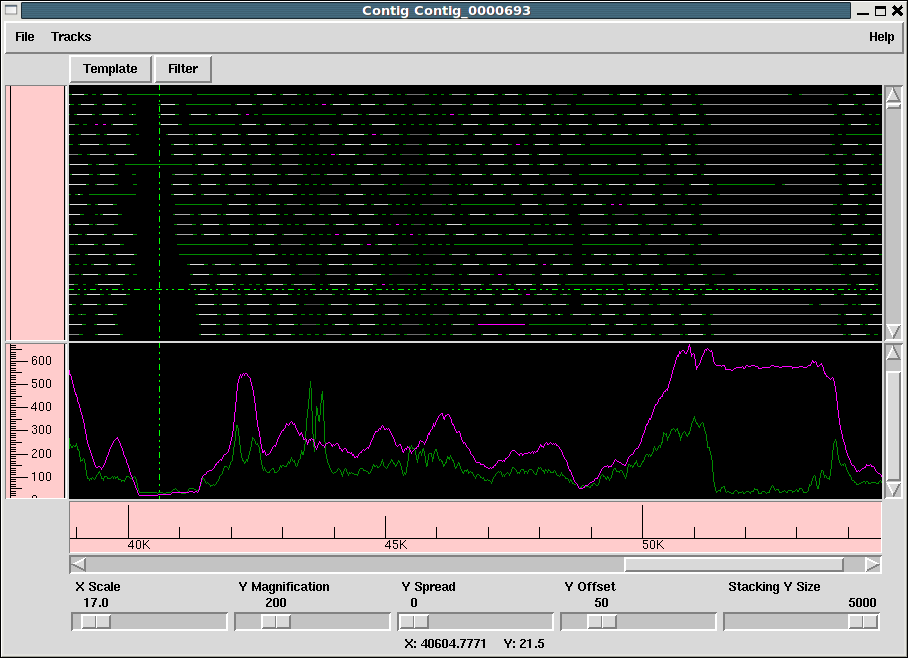 Contig Contig_0000693
File Tracks Help
Template Filter
600
500
400
300
200
100
0
40K 45K 50K
X Scale Y Magnification Y Spread Y Offset Stacking Y Size
17.0 200 0 50 5000
X: 40604.7771 Y: 21.5